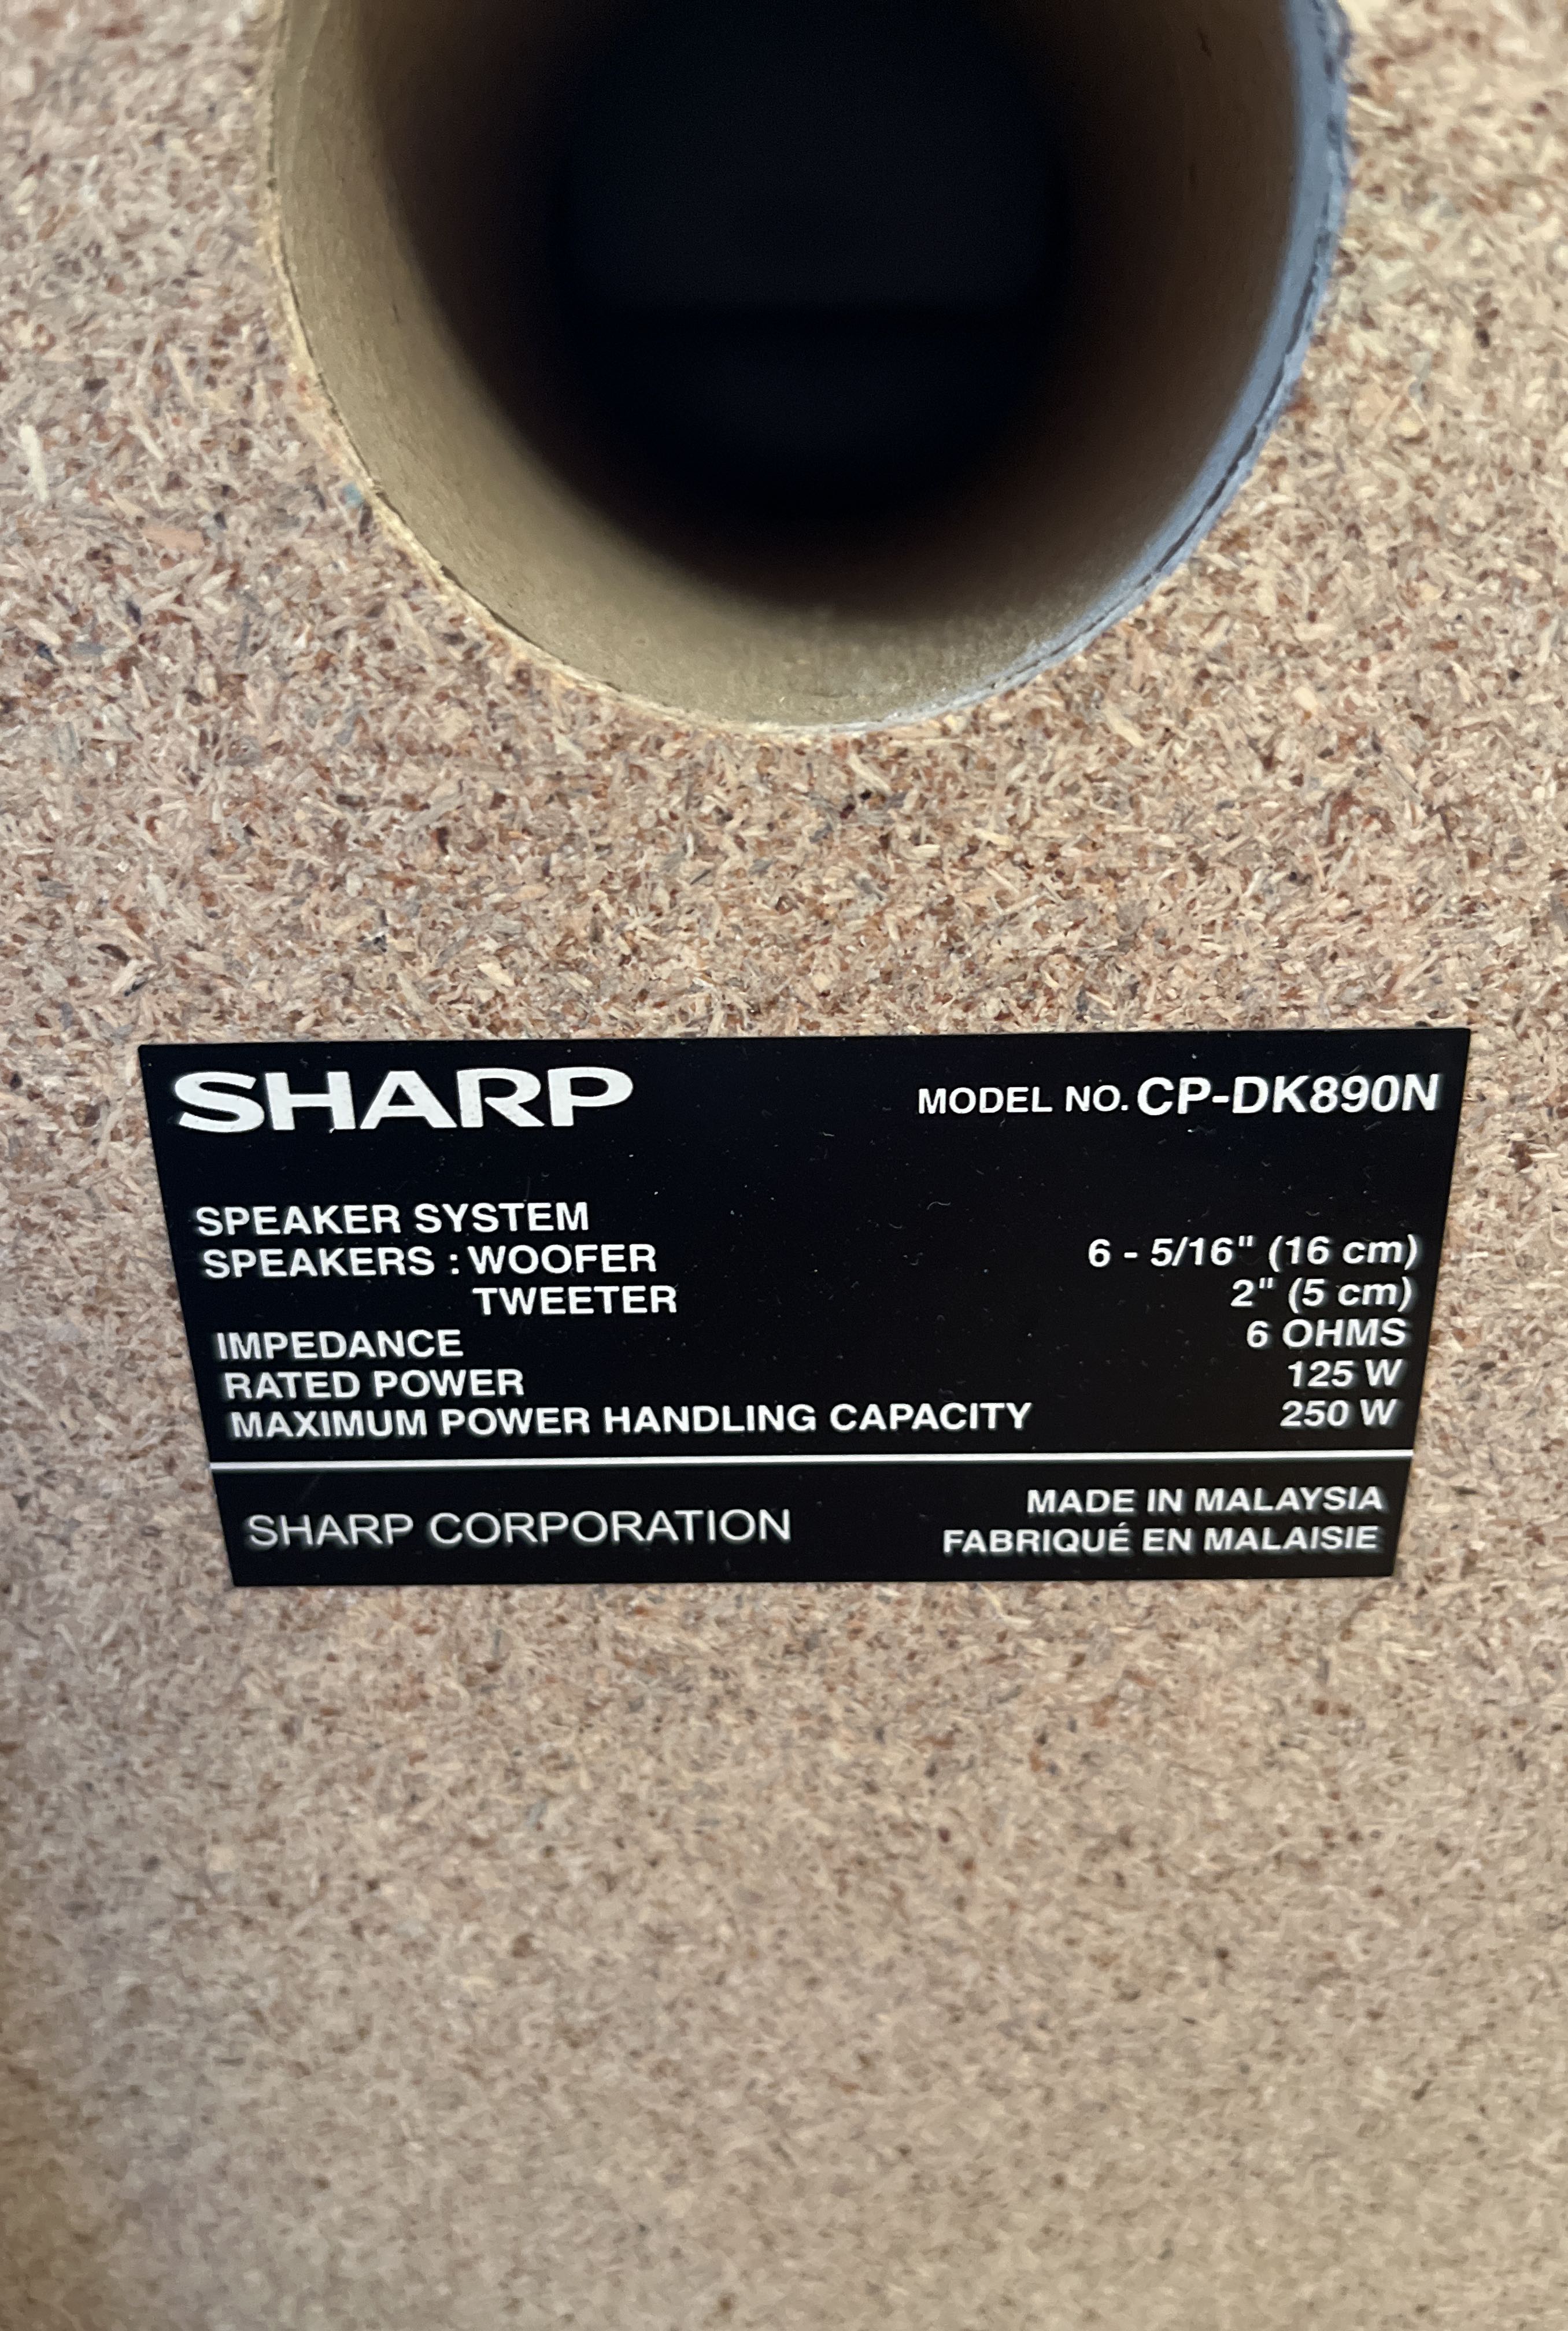 SHARP MODEL NO. CP-DK890N
SPEAKER SYSTEM
SPEAKERS : WOOFER 6 - 5/16" (16 cm)
TWEETER 2" (5 cm)
IMPEDANCE 6 OHMS
RATED POWER 125 W
MAXIMUM POWER HANDLING CAPACITY 250 W
SHARP CORPORATION
MADE IN MALAYSIA
FABRIQUÉ EN MALAISIE